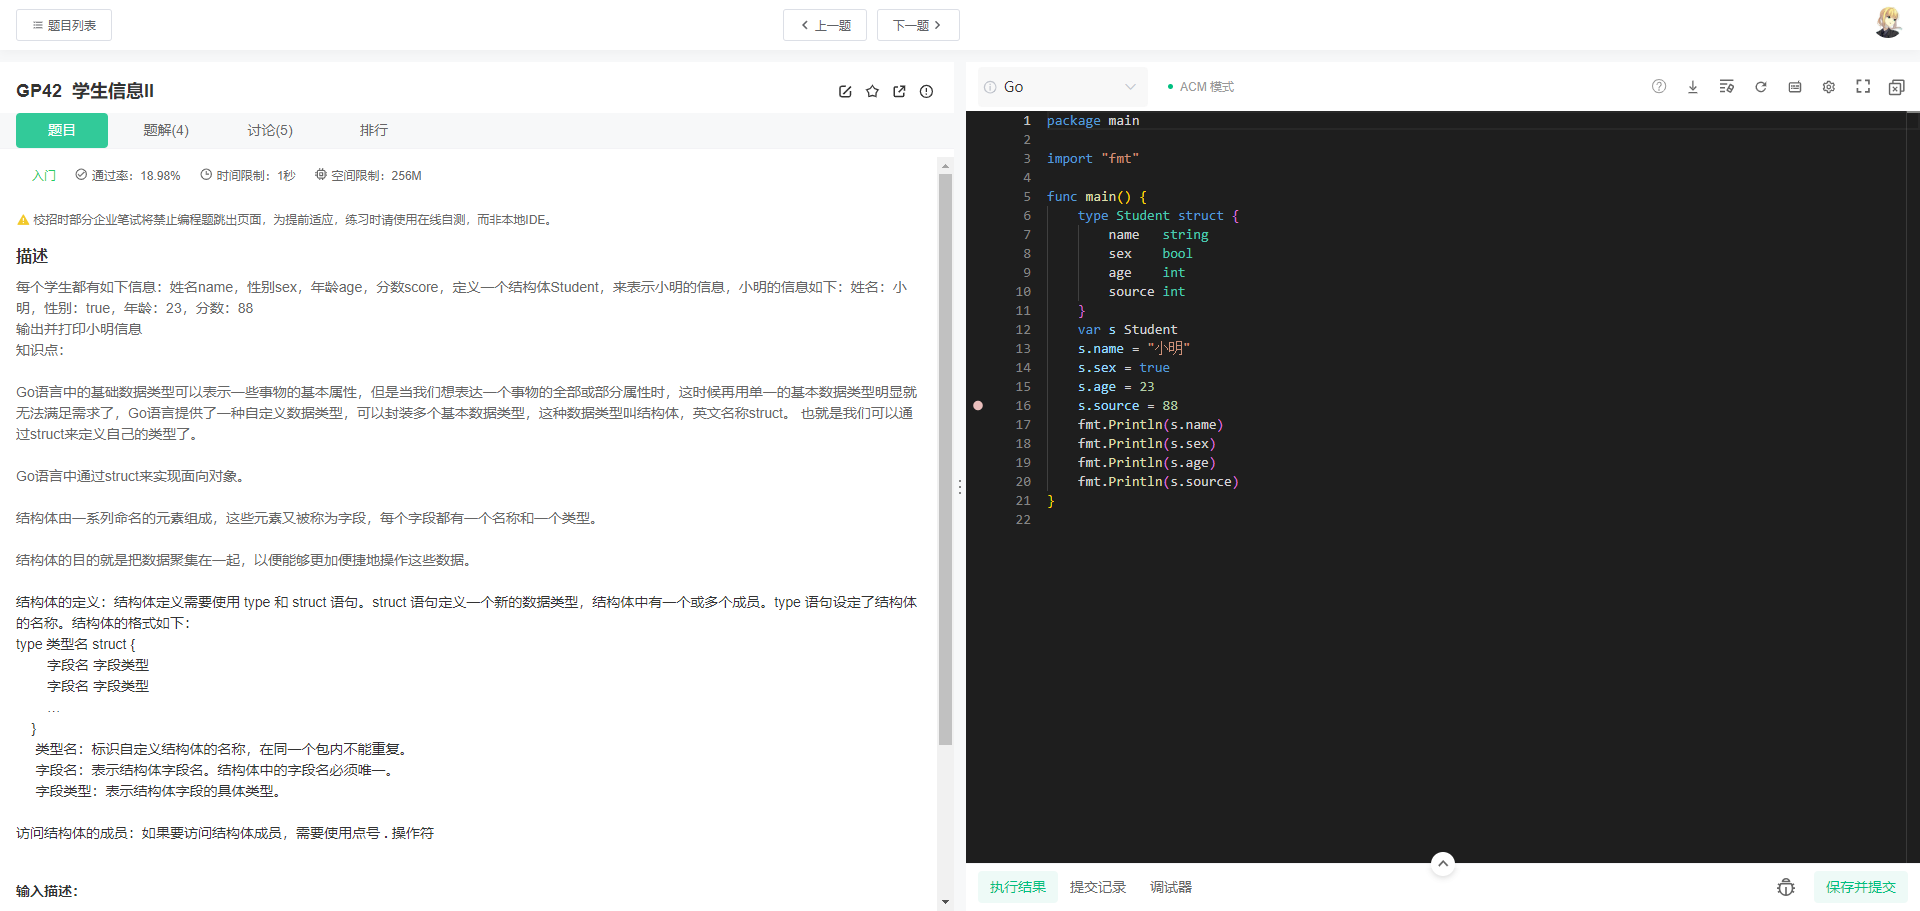 题目列表
上一题
下一题
GP42 学生信息II
题目 题解(4) 讨论(5) 排行
入门 通过率：18.98% 时间限制：1秒 空间限制：256M
校招时部分企业笔试将禁止编程题跳出页面，为提前适应，练习时请使用在线自测，而非本地IDE。
描述
每个学生都有如下信息：姓名name，性别sex，年龄age，分数score，定义一个结构体Student，来表示小明的信息，小明的信息如下：姓名：小
明，性别：true，年龄：23，分数：88
输出并打印小明信息
知识点：
Go语言中的基础数据类型可以表示一些事物的基本属性，但是当我们想表达一个事物的全部或部分属性时，这时候再用单一的基本数据类型明显就
无法满足需求了，Go语言提供了一种自定义数据类型，可以封装多个基本数据类型，这种数据类型叫结构体，英文名称struct。 也就是我们可以通
过struct来定义自己的类型了。
Go语言中通过struct来实现面向对象。
结构体由一系列命名的元素组成，这些元素又被称为字段，每个字段都有一个名称和一个类型。
结构体的目的就是把数据聚集在一起，以便能够更加便捷地操作这些数据。
结构体的定义：结构体定义需要使用 type 和 struct 语句。struct 语句定义一个新的数据类型，结构体中有一个或多个成员。type 语句设定了结构体
的名称。结构体的格式如下：
type 类型名 struct {
字段名 字段类型
字段名 字段类型
…
}
类型名：标识自定义结构体的名称，在同一个包内不能重复。
字段名：表示结构体字段名。结构体中的字段名必须唯一。
字段类型：表示结构体字段的具体类型。
访问结构体的成员：如果要访问结构体成员，需要使用点号 . 操作符
输入描述：
Go
ACM 模式
1 package main
2
3 import "fmt"
4
5 func main() {
6 type Student struct {
7 name string
8 sex bool
9 age int
10 source int
11 }
12 var s Student
13 s.name = "小明"
14 s.sex = true
15 s.age = 23
16 s.source = 88
17 fmt.Println(s.name)
18 fmt.Println(s.sex)
19 fmt.Println(s.age)
20 fmt.Println(s.source)
21 }
22
执行结果 提交记录 调试器
保存并提交